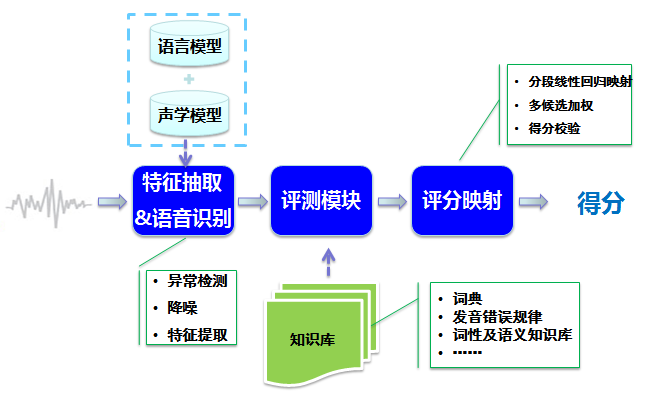 语言模型
+
声学模型
• 分段线性回归映射
• 多候选加权
• 得分校验
特征抽取
&语音识别
评测模块
评分映射
得分
• 异常检测
• 降噪
• 特征提取
知识库
• 词典
• 发音错误规律
• 词性及语义知识库
• ……